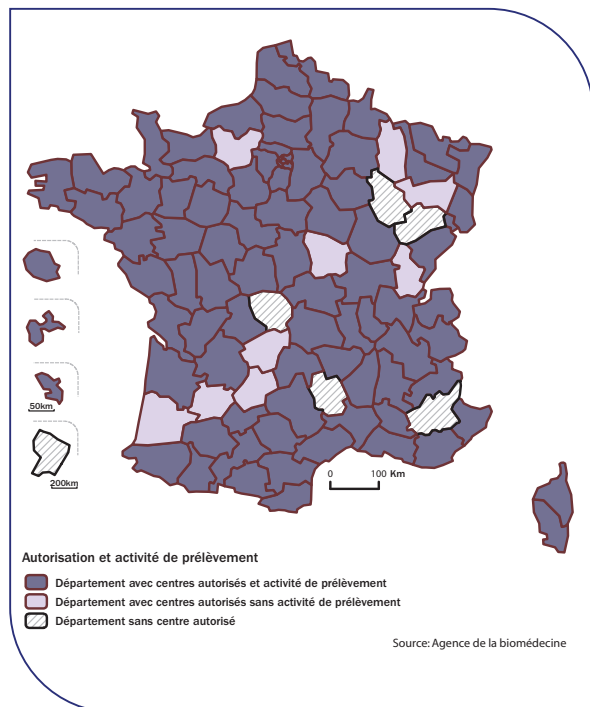 50km
200km
0 100 Km
Autorisation et activité de prélèvement
Département avec centres autorisés et activité de prélèvement
Département avec centres autorisés sans activité de prélèvement
Département sans centre autorisé
Source: Agence de la biomédecine